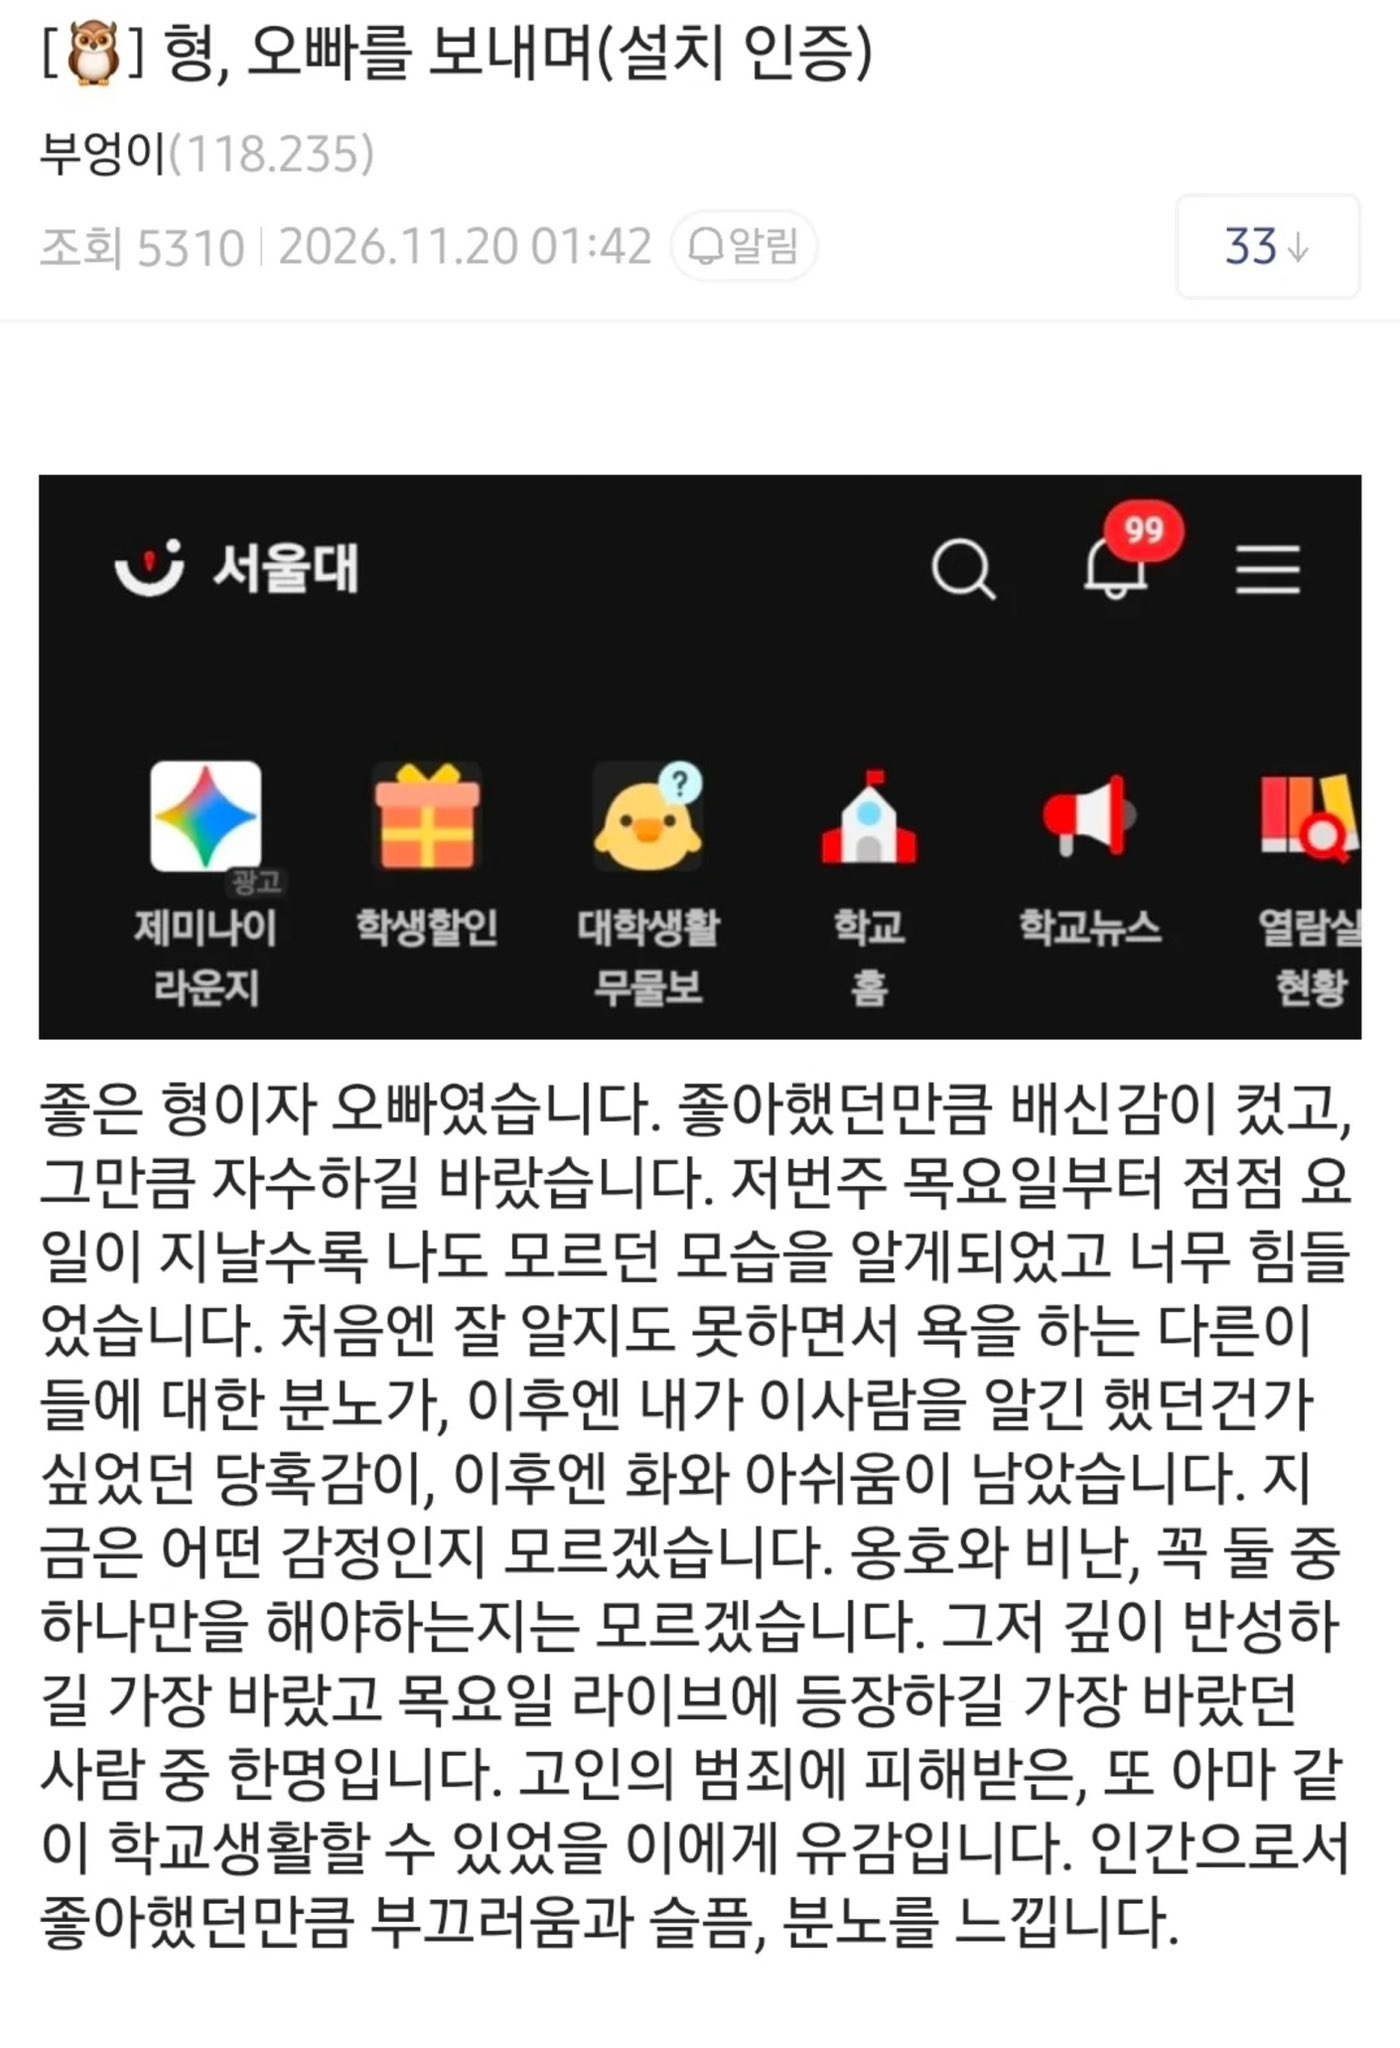 [🦉] 형, 오빠를 보내며(설치 인증)
부엉이(118.235)
조회 5310 | 2026.11.20 01:42 알림
33↓
서울대
99
?
광고
제미나이 학생할인 대학생활 학교 학교뉴스 열람실
라운지 무물보 홈 현황
좋은 형이자 오빠였습니다. 좋아했던만큼 배신감이 컸고,
그만큼 자수하길 바랐습니다. 저번주 목요일부터 점점 요
일이 지날수록 나도 모르던 모습을 알게되었고 너무 힘들
었습니다. 처음엔 잘 알지도 못하면서 욕을 하는 다른이
들에 대한 분노가, 이후엔 내가 이사람을 알긴 했던건가
싶었던 당혹감이, 이후엔 화와 아쉬움이 남았습니다. 지
금은 어떤 감정인지 모르겠습니다. 옹호와 비난, 꼭 둘 중
하나만을 해야하는지는 모르겠습니다. 그저 깊이 반성하
길 가장 바랐고 목요일 라이브에 등장하길 가장 바랐던
사람 중 한명입니다. 고인의 범죄에 피해받은, 또 아마 같
이 학교생활할 수 있었을 이에게 유감입니다. 인간으로서
좋아했던만큼 부끄러움과 슬픔, 분노를 느낍니다.